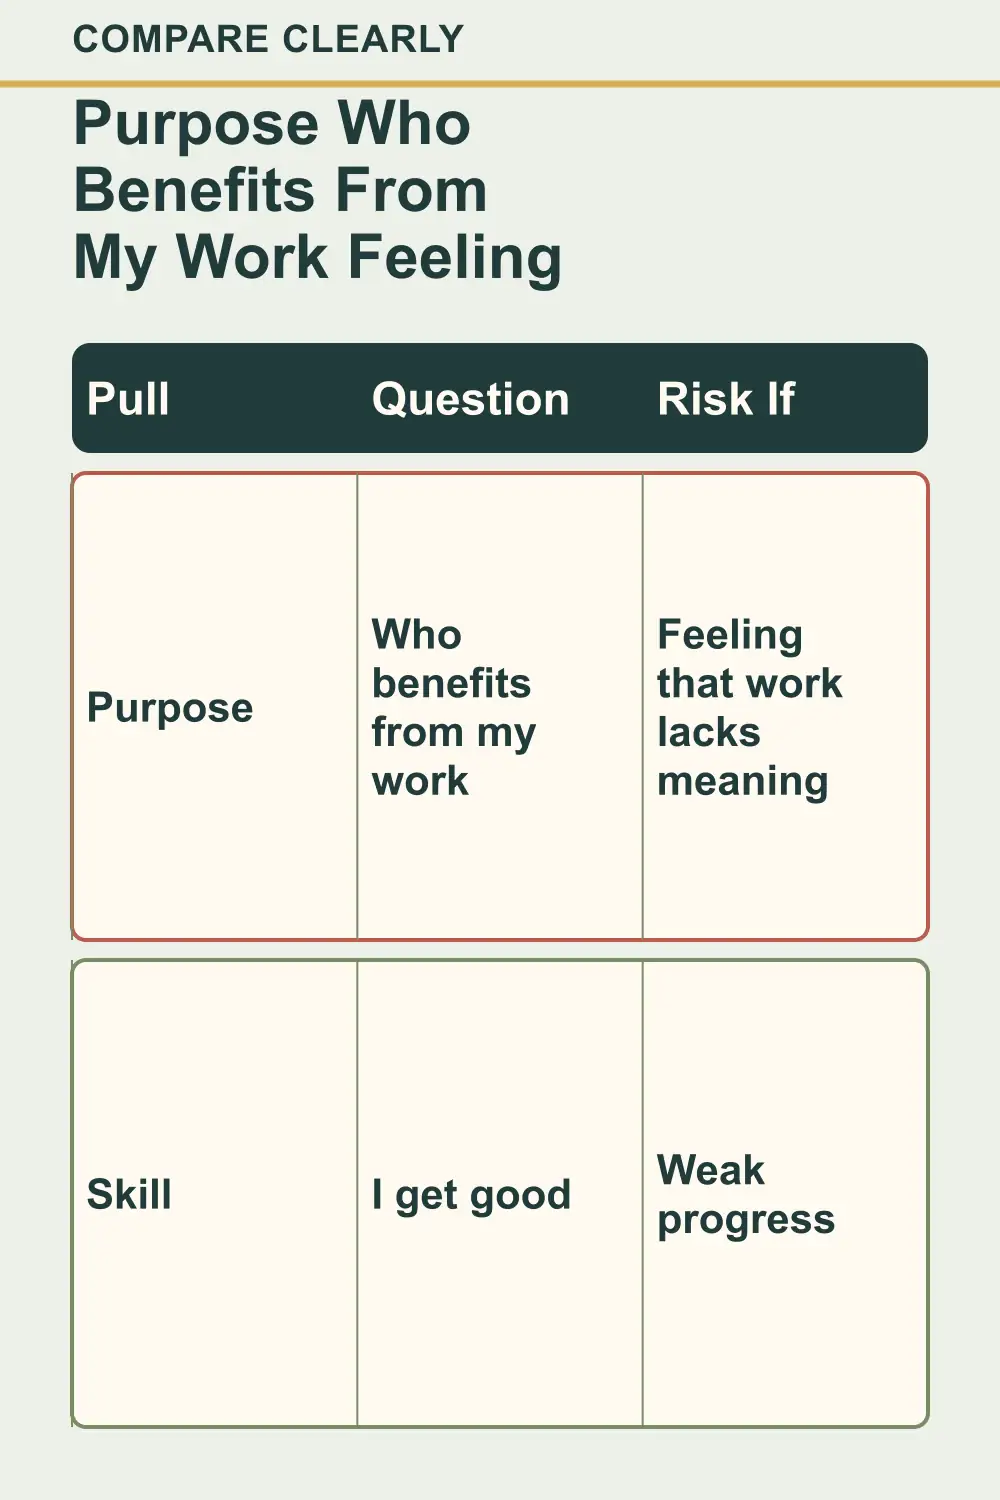 COMPARE CLEARLY
Purpose Who
Benefits From
My Work Feeling
Pull
Question
Risk If
Purpose
Who
benefits
from my
work
Feeling
that work
lacks
meaning
Skill
I get good
Weak
progress